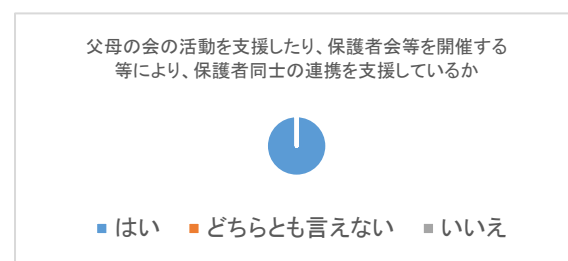 父母の会の活動を支援したり、保護者会等を開催する
等により、保護者同士の連携を支援しているか
はい どちらとも言えない いいえ